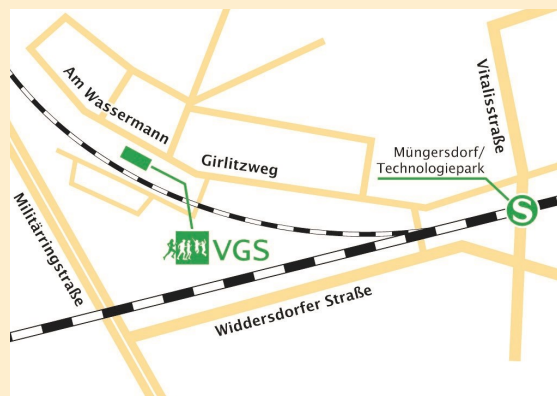 Am Wassermann
Girlitzweg
Vitalisstraße
Müngersdorf/
Technologiepark
S
Militärringstraße
VGS
Widdersdorfer Straße